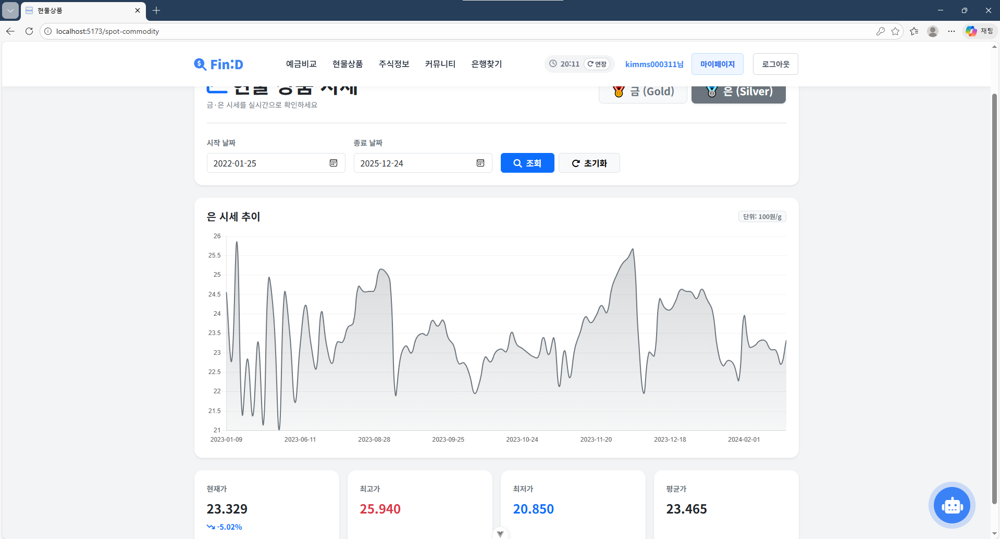 현물상품
localhost:5173/spot-commodity
채팅
Fin:D
예금비교 현물상품 주식정보 커뮤니티 은행찾기
20:11 연장
kimms000311님
마이페이지
로그아웃
현물 상품 시세
금·은 시세를 실시간으로 확인하세요
금 (Gold)
은 (Silver)
시작 날짜
종료 날짜
2022-01-25
2025-12-24
조회
초기화
은 시세 추이
단위: 100원/g
26
25.5
25
24.5
24
23.5
23
22.5
22
21.5
21
2023-01-09 2023-06-11 2023-08-28 2023-09-25 2023-10-24 2023-11-20 2023-12-18 2024-02-01
현재가
23.329
-5.02%
최고가
25.940
최저가
20.850
평균가
23.465